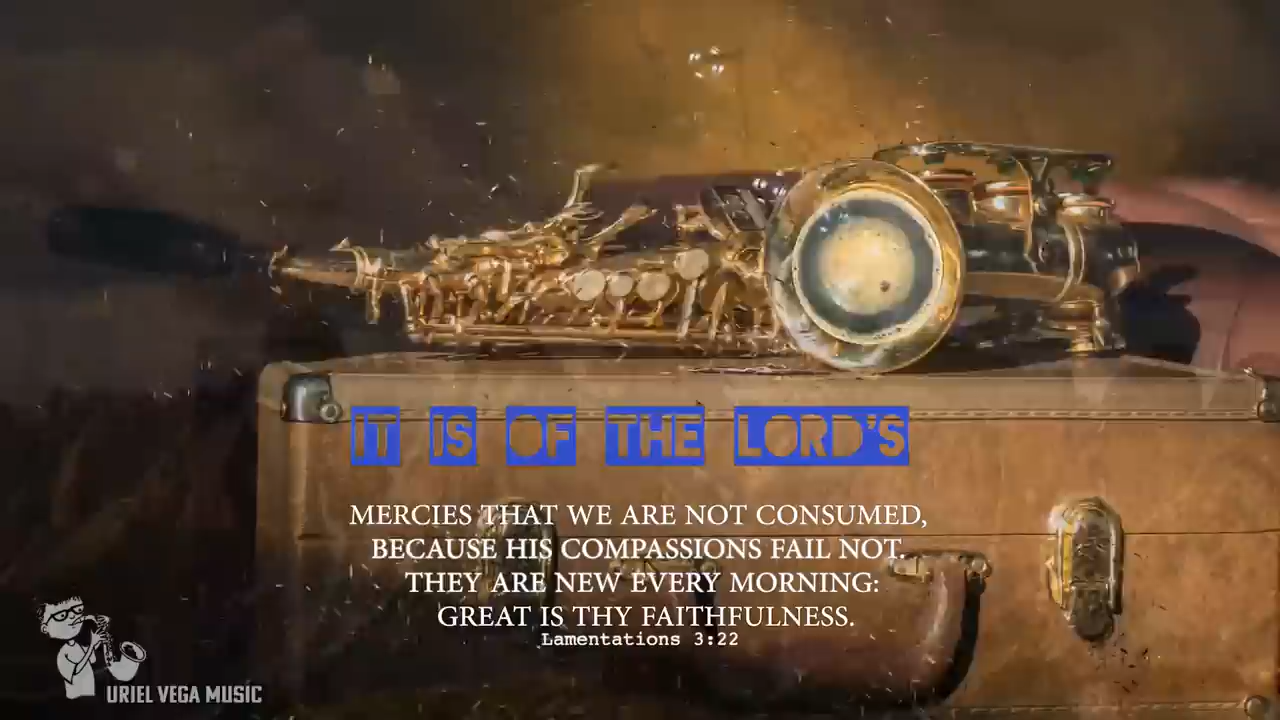 IT IS OF THE LORD'S
MERCIES THAT WE ARE NOT CONSUMED,
BECAUSE HIS COMPASSIONS FAIL NOT.
THEY ARE NEW EVERY MORNING:
GREAT IS THY FAITHFULNESS.
Lamentations 3:22
URIEL VEGA MUSIC